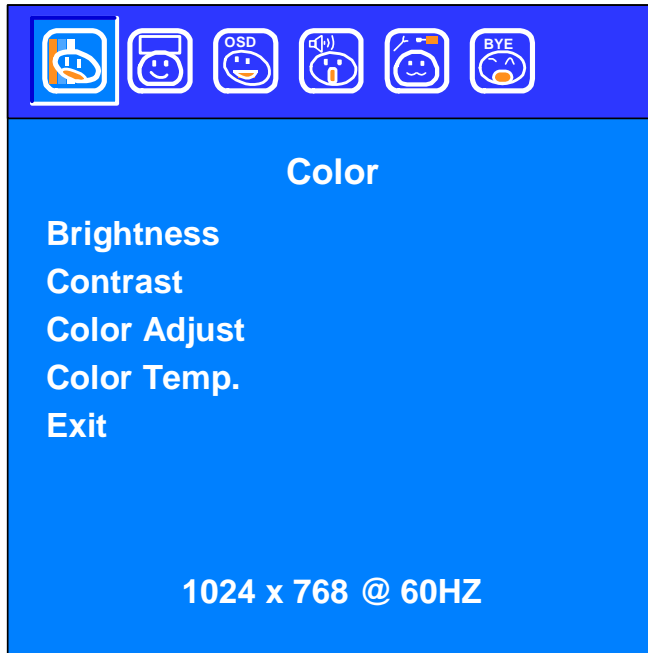 OSD
BYE
Color
Brightness
Contrast
Color Adjust
Color Temp.
Exit
1024 x 768 @ 60HZ